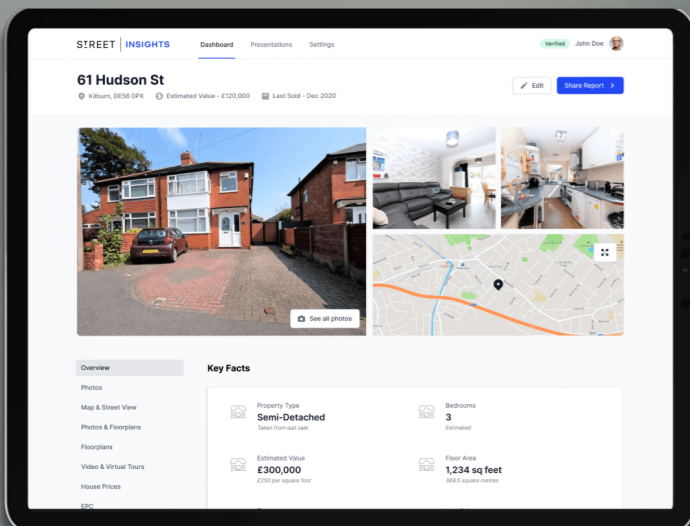 STREET | INSIGHTS
Dashboard Presentations Settings
Verified John Doe
61 Hudson St
Kilburn, DE56 0PX Estimated Value - £120,000 Last Sold - Dec 2020
Edit
Share Report
See all photos
Overview
Photos
Map & Street View
Photos & Floorplans
Floorplans
Video & Virtual Tours
House Prices
EPC
Key Facts
Property Type
Semi-Detached
Taken from last sale
Bedrooms
3
Estimated
Estimated Value
£300,000
£250 per square foot
Floor Area
1,234 sq feet
369.5 square metres